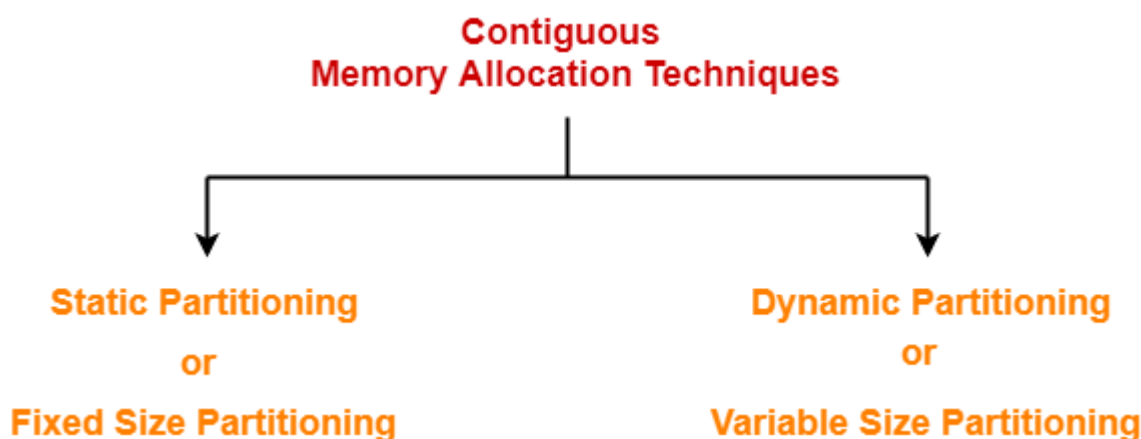 Contiguous
Memory Allocation Techniques
Static Partitioning
or
Fixed Size Partitioning
Dynamic Partitioning
or
Variable Size Partitioning